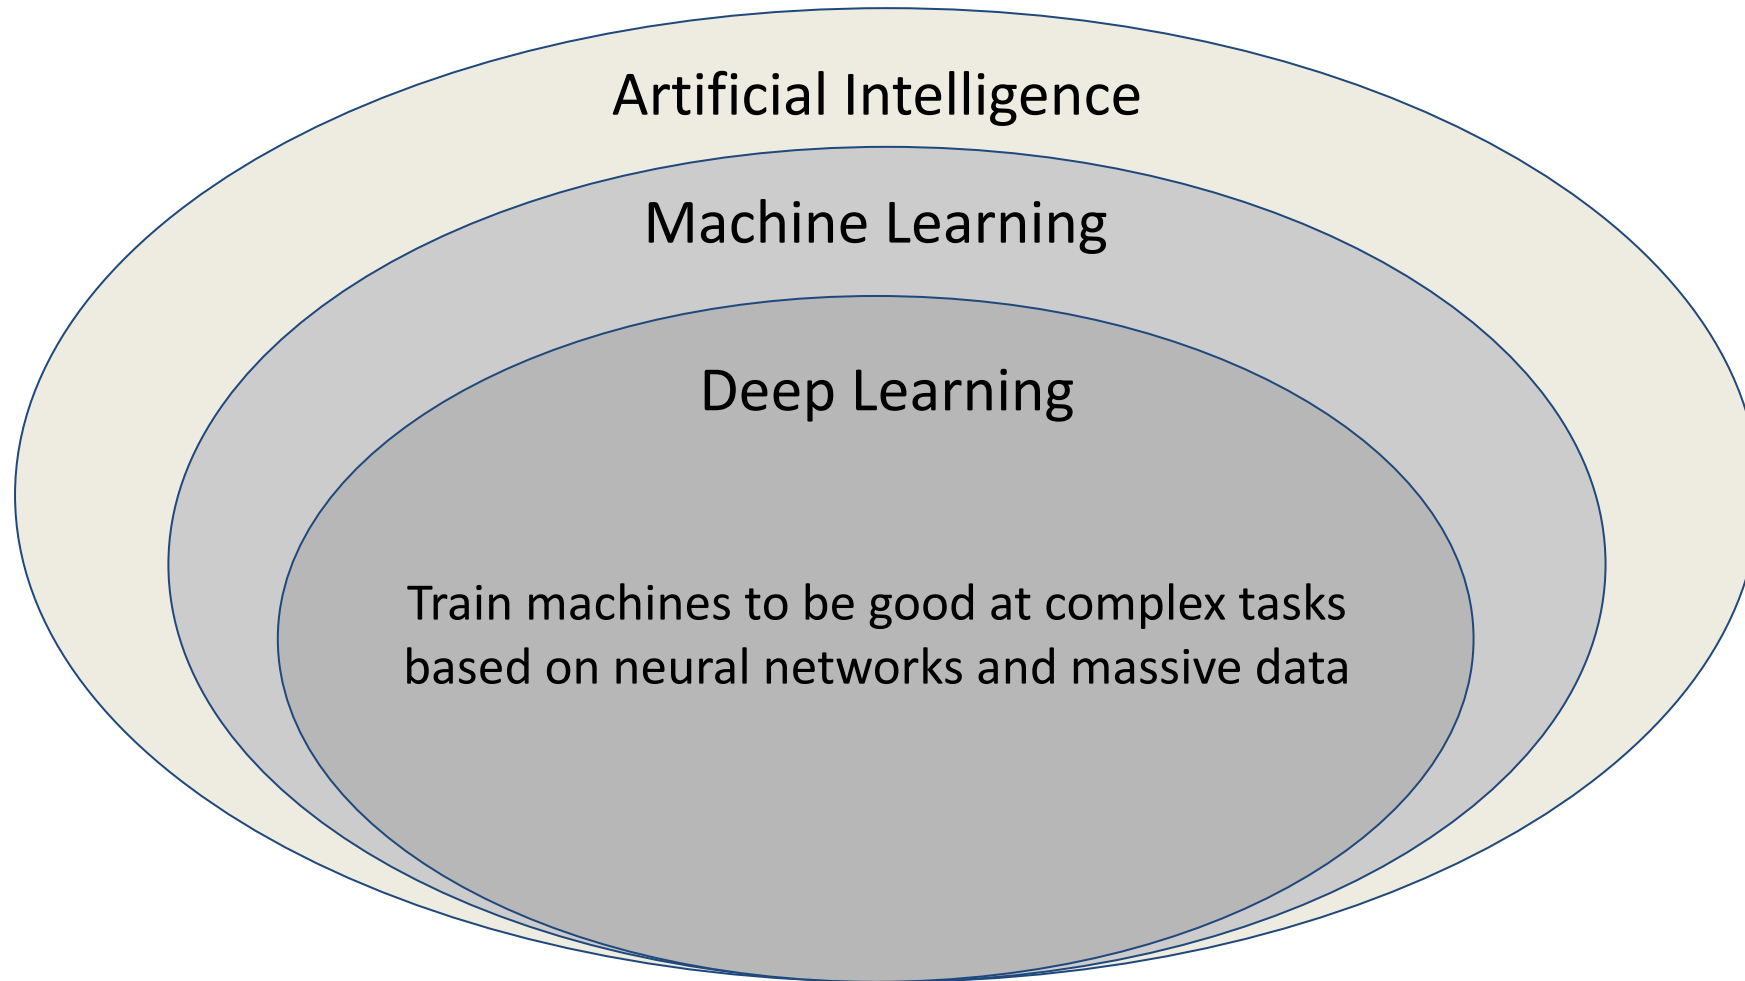 Artificial Intelligence
Machine Learning
Deep Learning
Train machines to be good at complex tasks
based on neural networks and massive data